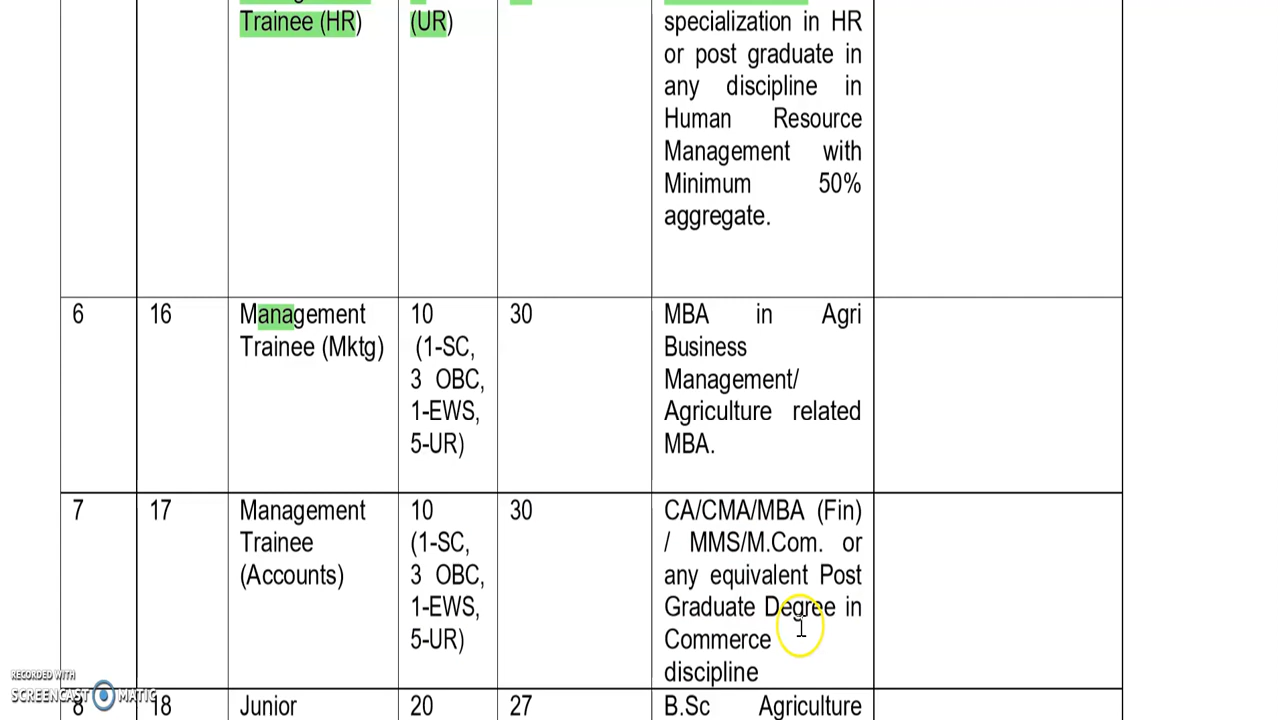 Trainee (HR)
(UR)
specialization in HR
or post graduate in
any discipline in
Human Resource
Management with
Minimum 50%
aggregate.
6
16
Management
Trainee (Mktg)
10
(1-SC,
3 OBC,
1-EWS,
5-UR)
30
MBA in Agri
Business
Management/
Agriculture related
MBA.
7
17
Management
Trainee
(Accounts)
10
(1-SC,
3 OBC,
1-EWS,
5-UR)
30
CA/CMA/MBA (Fin)
/ MMS/M.Com. or
any equivalent Post
Graduate Degree in
Commerce
discipline
8
18
Junior
20
27
B.Sc Agriculture
RECORDED WITH
SCREENCAST MATIC